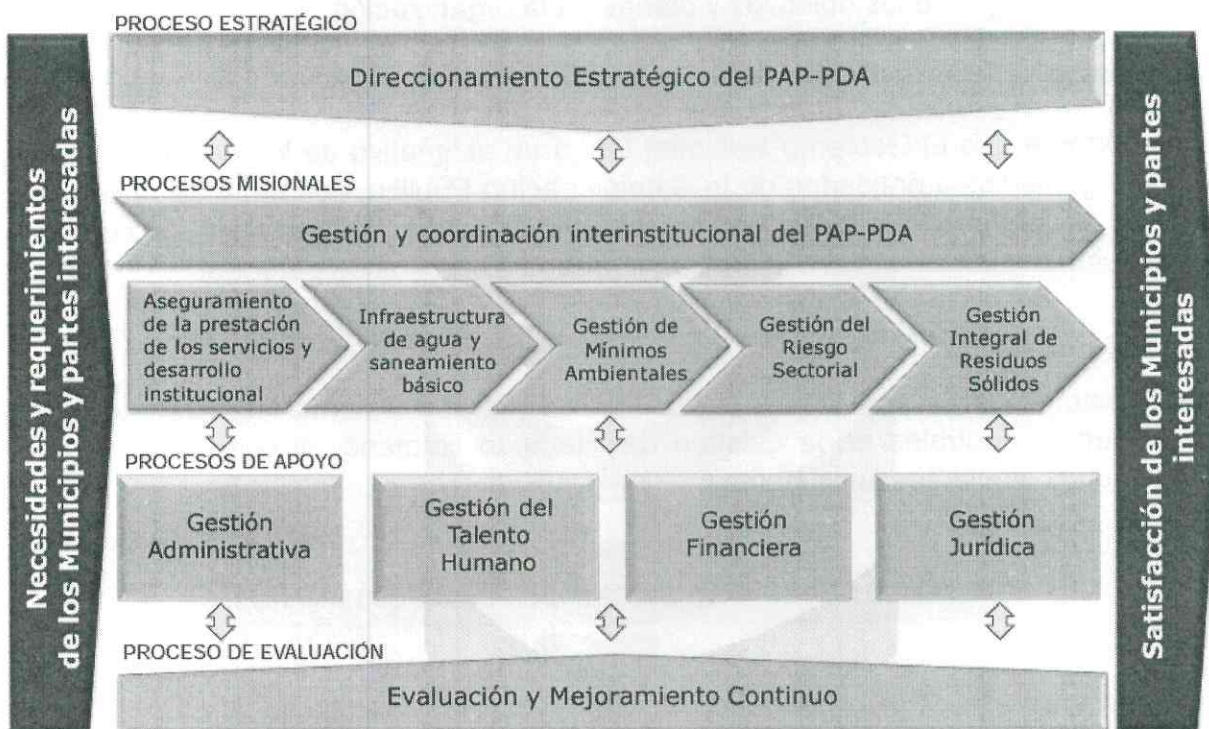 PROCESO ESTRATÉGICO
Direccionamiento Estratégico del PAP-PDA
PROCESOS MISIONALES
Gestión y coordinación interinstitucional del PAP-PDA
Aseguramiento
de la prestación
de los servicios y
desarrollo
institucional
Infraestructura
de agua y
saneamiento
básico
Gestión de
Mínimos
Ambientales
Gestión del
Riesgo
Sectorial
Gestión
Integral de
Residuos
Sólidos
PROCESOS DE APOYO
Gestión
Administrativa
Gestión del
Talento
Humano
Gestión
Financiera
Gestión
Jurídica
PROCESO DE EVALUACIÓN
Evaluación y Mejoramiento Continuo
Necesidades y requerimientos
de los Municipios y partes interesadas
Satisfacción de los Municipios y partes
interesadas